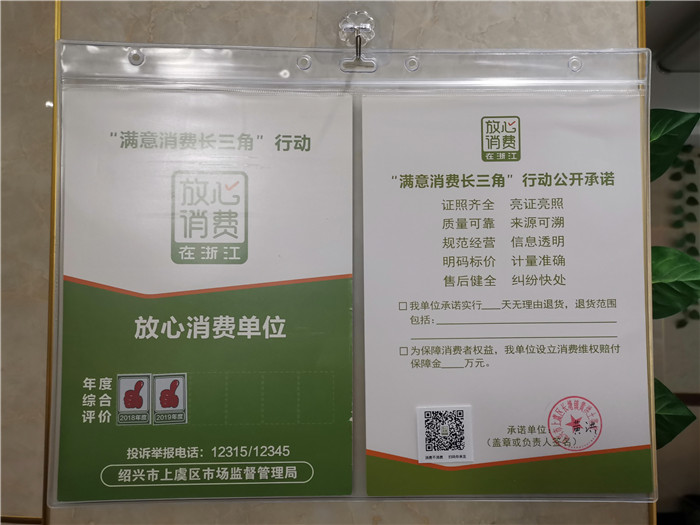 “满意消费长三角”行动
放心
消费
在浙江
放心消费单位
年度
综合
评价
2018年度
2019年度
投诉举报电话：12315/12345
绍兴市上虞区市场监督管理局
放心
消费
在浙江
“满意消费长三角”行动公开承诺
证照齐全 亮证亮照
质量可靠 来源可溯
规范经营 信息透明
明码标价 计量准确
售后健全 纠纷快处
□我单位承诺实行___天无理由退货，退货范围
包括：
□为保障消费者权益，我单位设立消费维权赔付
保障金____万元。
承诺单位
（盖章或负责人签名）